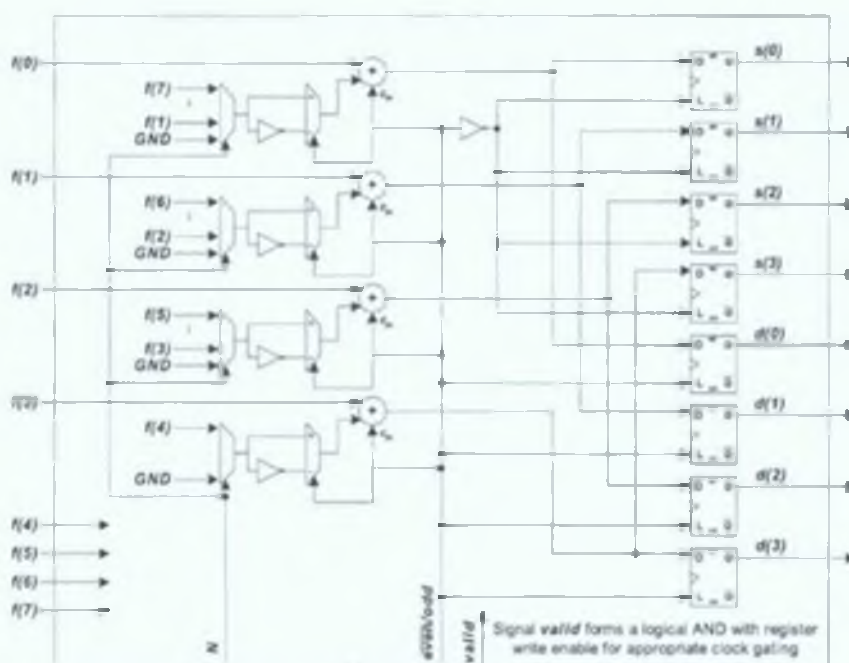 f(0)
f(7)
f(1)
GND
f(1)
f(6)
f(2)
GND
f(2)
f(5)
f(3)
GND
f(3)
f(4)
GND
f(4)
f(5)
f(6)
f(7)
N
even/odd
valid
s(0)
s(1)
s(2)
s(3)
d(0)
d(1)
d(2)
d(3)
Signal valid forms a logical AND with register
write enable for appropriate clock gating